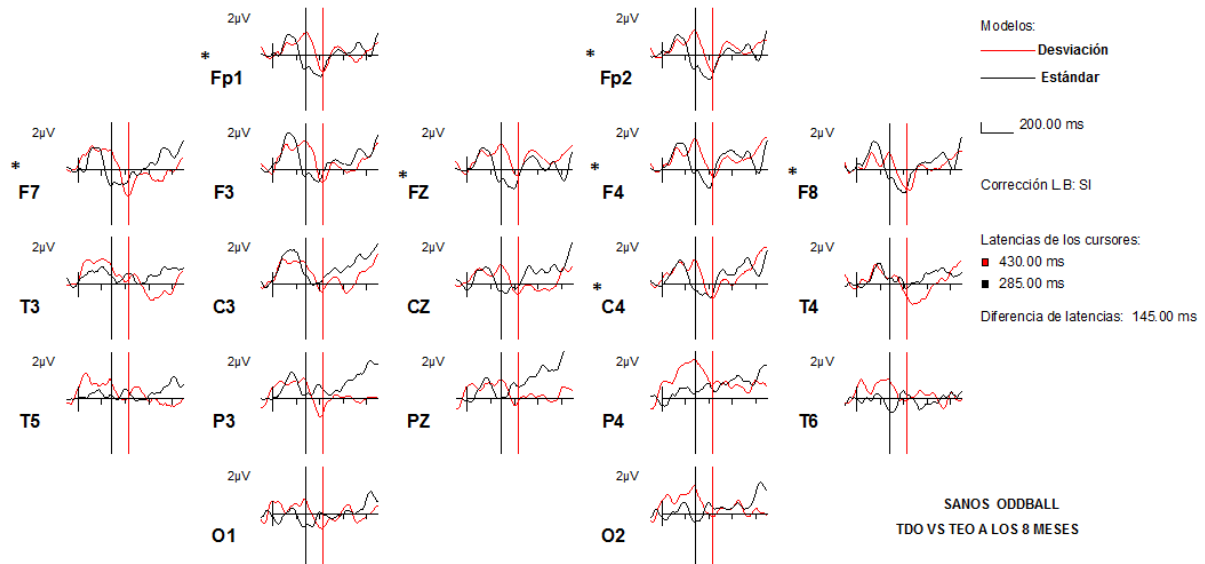 2µV
2µV
Modelos:
Desviación
Estándar
*
*
Fp1
Fp2
200.00 ms
2µV
2µV
2µV
2µV
2µV
*
*
*
*
F7
F3
FZ
F4
F8
Corrección L.B: SI
2µV
2µV
2µV
2µV
2µV
Latencias de los cursores:
430.00 ms
285.00 ms
*
T3
C3
CZ
C4
T4
Diferencia de latencias: 145.00 ms
2µV
2µV
2µV
2µV
2µV
T5
P3
PZ
P4
T6
2µV
2µV
O1
O2
SANOS ODDBALL
TDO VS TEO A LOS 8 MESES